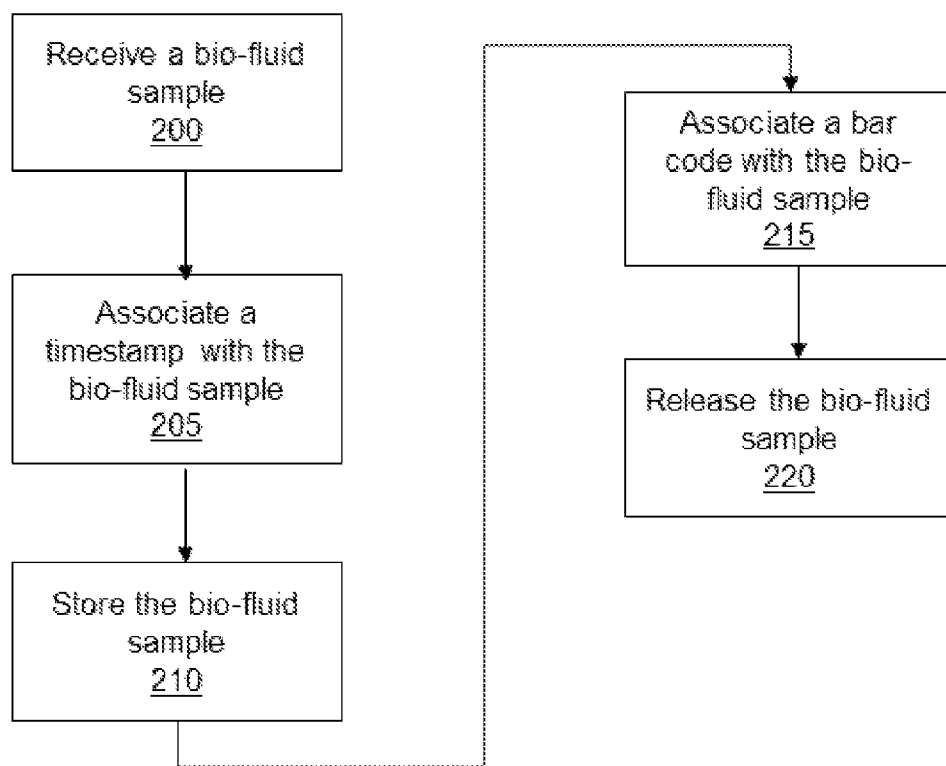 Receive a bio-fluid
sample
200
Associate a
timestamp with the
bio-fluid sample
205
Store the bio-fluid
sample
210
Associate a bar
code with the bio-
fluid sample
215
Release the bio-fluid
sample
220